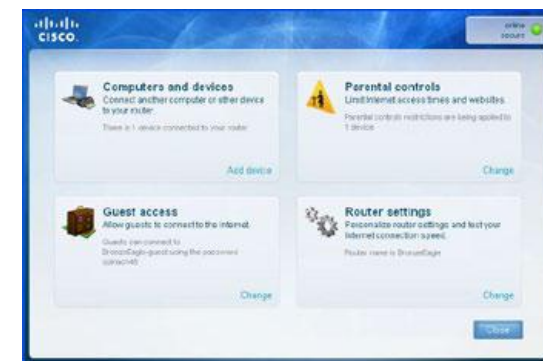 CISCO.
online
secure
Computers and devices
Connect another computer or other device
to your router.
There is 1 device connected to your router
Add device
Parental controls
Limit Internet access times and websites.
Parental controls restrictions are being applied to
1 device
Change
Guest access
Allow guests to connect to the internet.
Guests can connect to
BronzeEagle-guest using the password
Change
Router settings
Personalize router settings and test your
Internet connection speed.
Router name is BronzeEagle
Change
Close